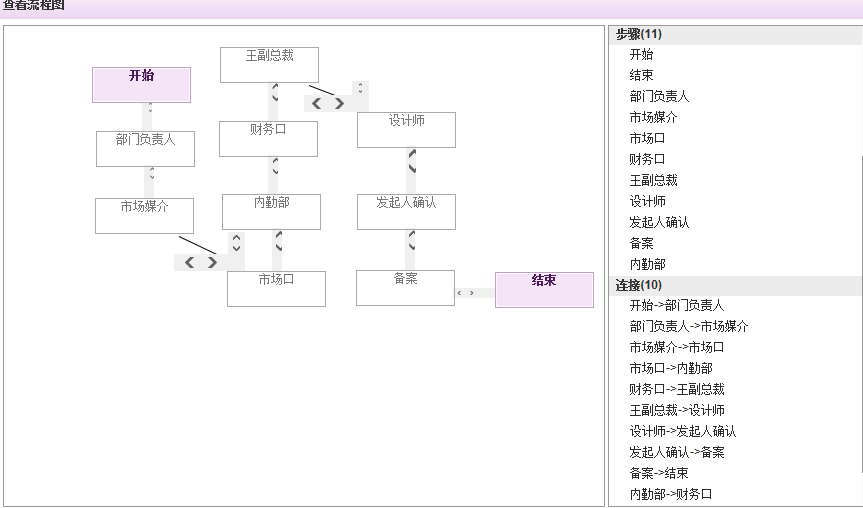 查看流程图
开始
部门负责人
市场媒介
王副总裁
财务口
内勤部
市场口
设计师
发起人确认
备案
结束
步骤(11)
开始
结束
部门负责人
市场媒介
市场口
财务口
王副总裁
设计师
发起人确认
备案
内勤部
连接(10)
开始->部门负责人
部门负责人->市场媒介
市场媒介->市场口
市场口->内勤部
财务口->王副总裁
王副总裁->设计师
设计师->发起人确认
发起人确认->备案
备案->结束
内勤部->财务口